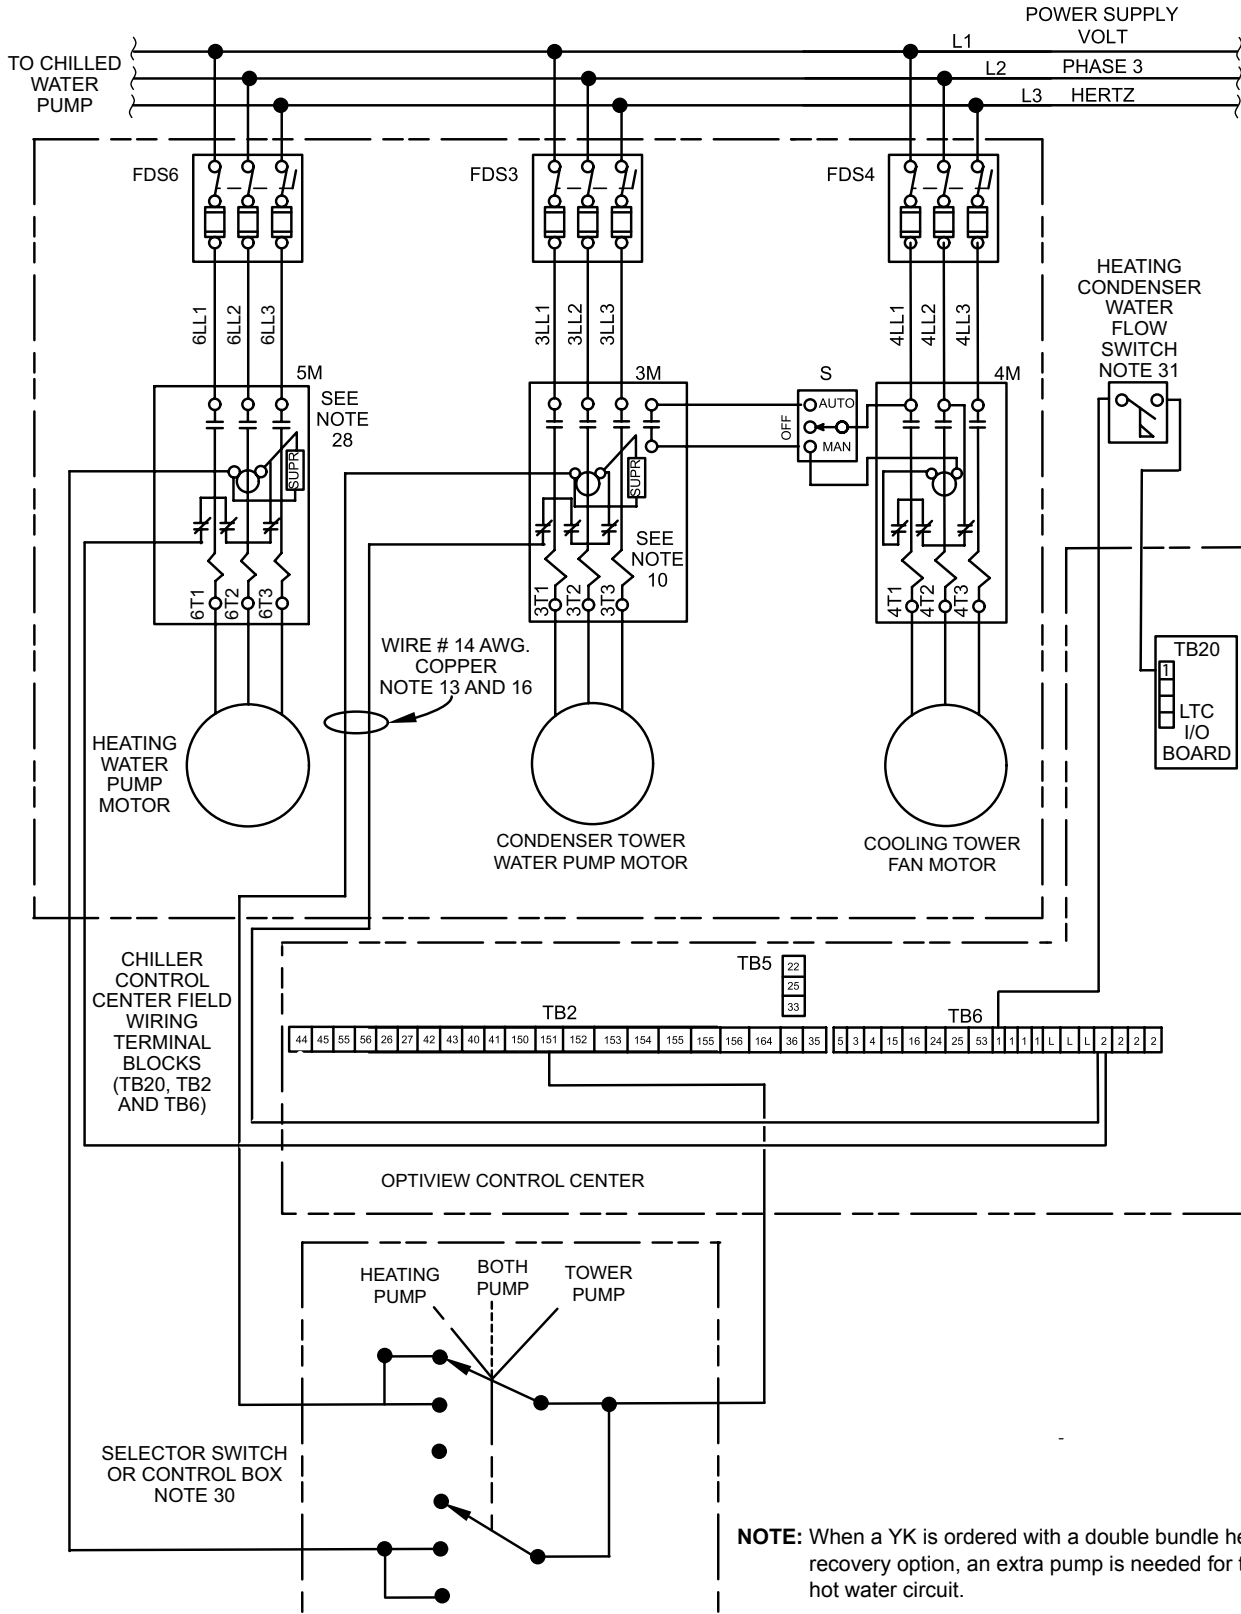 POWER SUPPLY
VOLT
L1
TO CHILLED
WATER
PUMP
L2
PHASE 3
L3
HERTZ
FDS6
FDS3
FDS4
6LL1
6LL2
6LL3
3LL1
3LL2
3LL3
4LL1
4LL2
4LL3
HEATING
CONDENSER
WATER
FLOW
SWITCH
NOTE 31
5M
SEE
NOTE
28
3M
S
4M
AUTO
OFF
MAN
SUPR
SUPR
SEE
NOTE
10
6T1
6T2
6T3
3T1
3T2
3T3
4T1
4T2
4T3
WIRE # 14 AWG.
COPPER
NOTE 13 AND 16
TB20
1
LTC
I/O
BOARD
HEATING
WATER
PUMP
MOTOR
CONDENSER TOWER
WATER PUMP MOTOR
COOLING TOWER
FAN MOTOR
CHILLER
CONTROL
CENTER FIELD
WIRING
TERMINAL
BLOCKS
(TB20, TB2
AND TB6)
TB5
22
25
33
TB2
TB6
44 45 55 56 26 27 42 43 40 41 150 151 152 153 154 155 155 156 164 36 35
5 3 4 15 16 24 25 53 1 1 1 1 L L L 2 2 2 2
OPTIVIEW CONTROL CENTER
HEATING
PUMP
BOTH
PUMP
TOWER
PUMP
SELECTOR SWITCH
OR CONTROL BOX
NOTE 30
-
NOTE: When a YK is ordered with a double bundle he
recovery option, an extra pump is needed for t
hot water circuit.